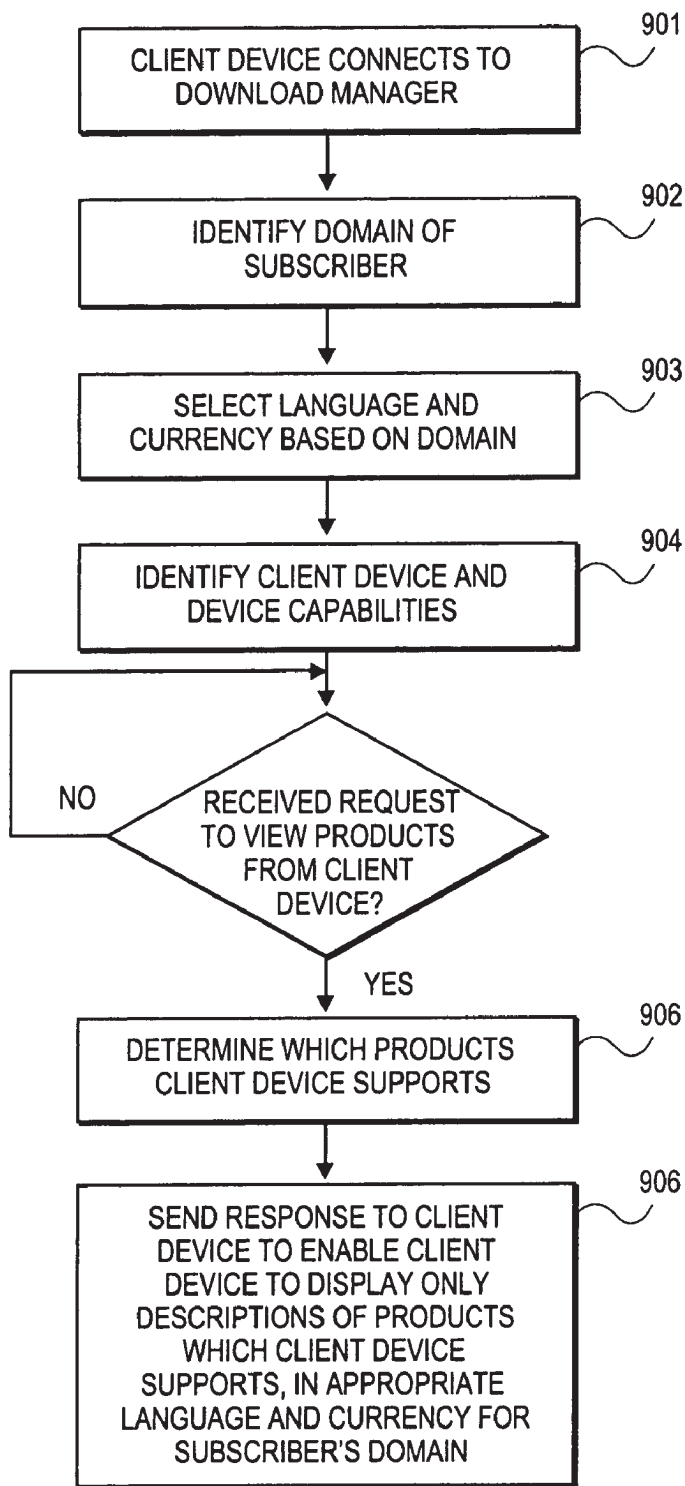 901
CLIENT DEVICE CONNECTS TO
DOWNLOAD MANAGER
902
IDENTIFY DOMAIN OF
SUBSCRIBER
903
SELECT LANGUAGE AND
CURRENCY BASED ON DOMAIN
904
IDENTIFY CLIENT DEVICE AND
DEVICE CAPABILITIES
NO
RECEIVED REQUEST
TO VIEW PRODUCTS
FROM CLIENT
DEVICE?
YES
906
DETERMINE WHICH PRODUCTS
CLIENT DEVICE SUPPORTS
906
SEND RESPONSE TO CLIENT
DEVICE TO ENABLE CLIENT
DEVICE TO DISPLAY ONLY
DESCRIPTIONS OF PRODUCTS
WHICH CLIENT DEVICE
SUPPORTS, IN APPROPRIATE
LANGUAGE AND CURRENCY FOR
SUBSCRIBER'S DOMAIN